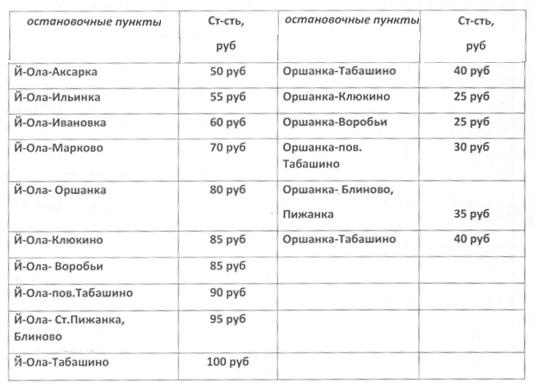 остановочные пункты Ст-сть, руб остановочные пункты Ст-сть, руб
Й-Ола-Аксарка 50 руб Оршанка-Табашино 40 руб
Й-Ола-Ильинка 55 руб Оршанка-Клюкино 25 руб
Й-Ола-Ивановка 60 руб Оршанка-Воробьи 25 руб
Й-Ола-Марково 70 руб Оршанка-пов. Табашино 30 руб
Й-Ола- Оршанка 80 руб Оршанка- Блиново, Пижанка 35 руб
Й-Ола-Клюкино 85 руб Оршанка-Табашино 40 руб
Й-Ола- Воробьи 85 руб
Й-Ола-пов.Табашино 90 руб
Й-Ола- Ст.Пижанка, Блиново 95 руб
Й-Ола-Табашино 100 руб